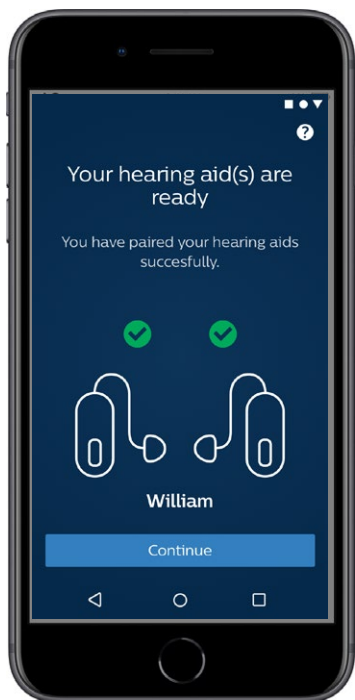 Your hearing aid(s) are
ready
You have paired your hearing aids
succesfully.
William
Continue